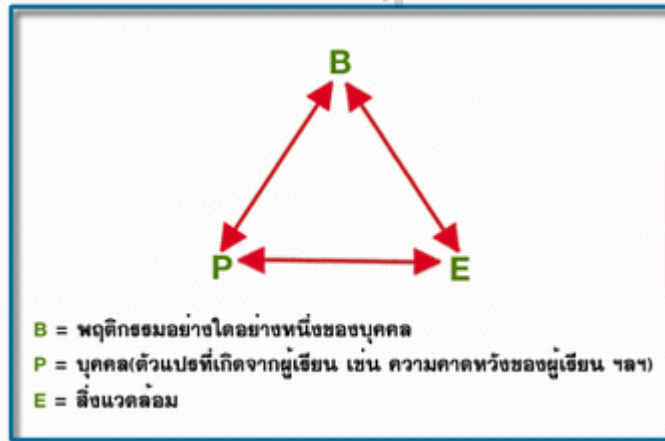 B
P
E
B = พฤติกรรมอย่างใดอย่างหนึ่งของบุคคล
P = บุคคล(ตัวแปรที่เกิดจากผู้เรียน เช่น ความคาดหวังของผู้เรียน ฯลฯ)
E = สิ่งแวดล้อม